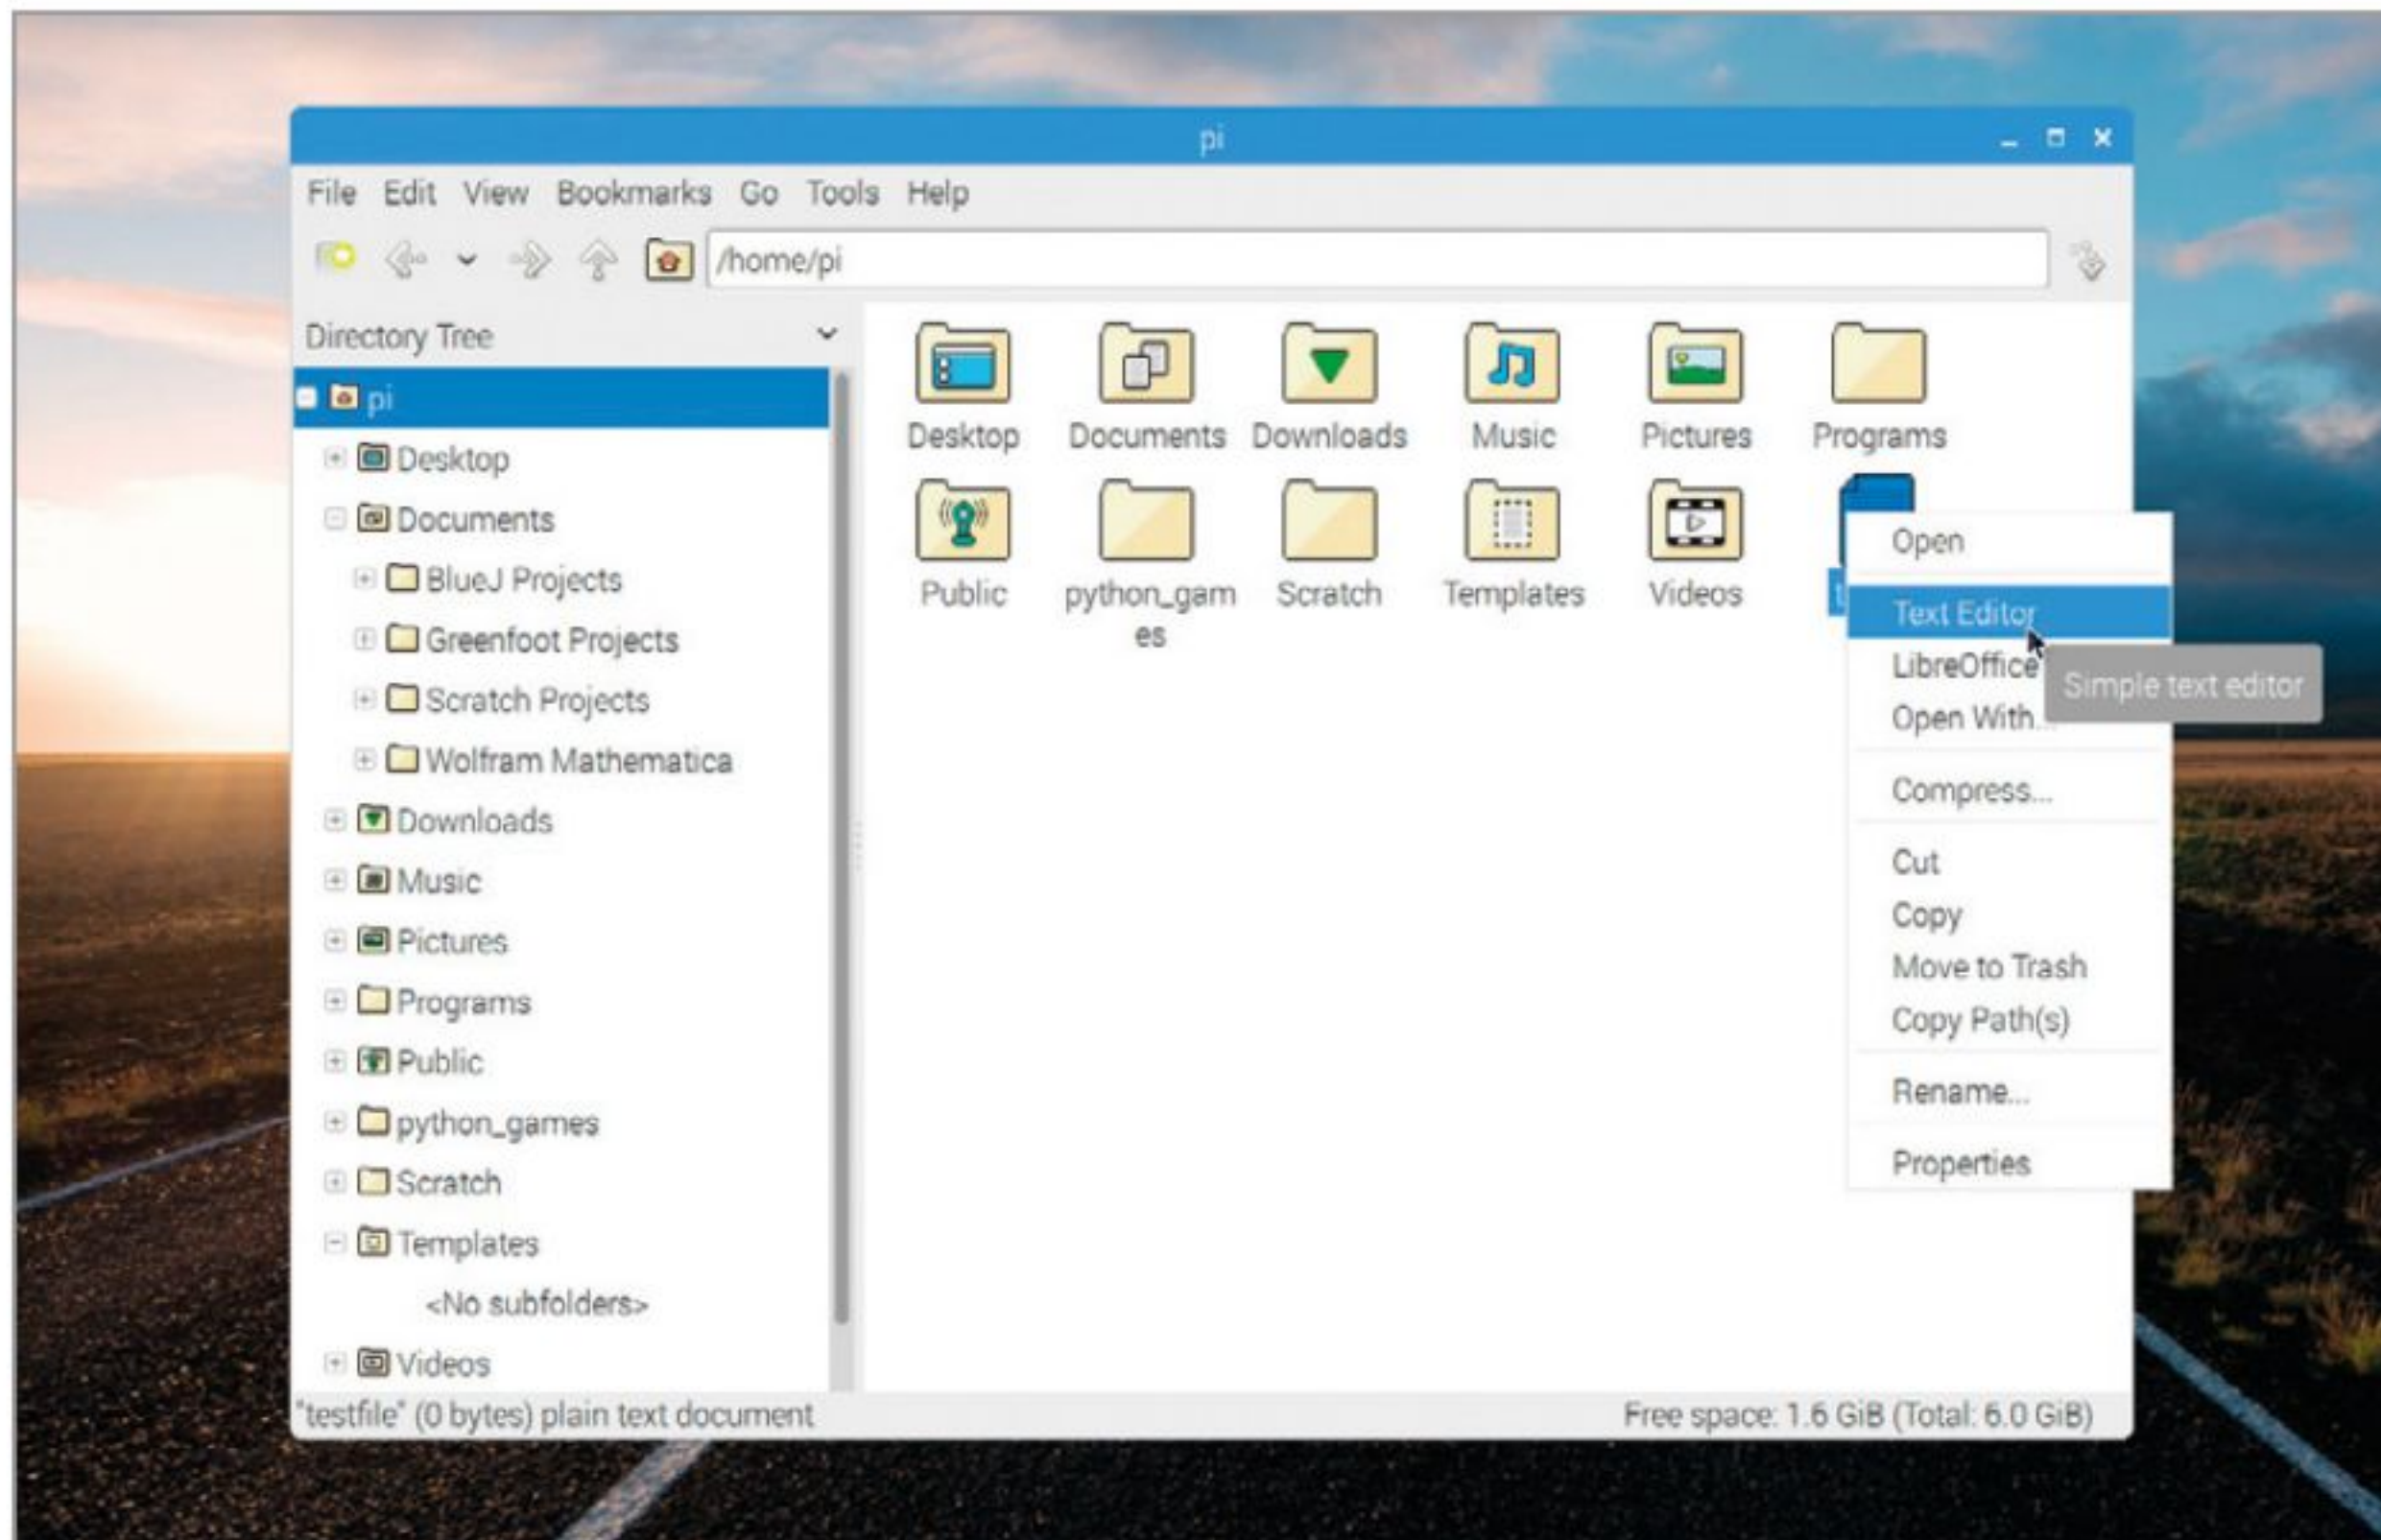 pi
File Edit View Bookmarks Go Tools Help
/home/pi
Directory Tree
pi
Desktop
Documents
BlueJ Projects
Greenfoot Projects
Scratch Projects
Wolfram Mathematica
Downloads
Music
Pictures
Programs
Public
python_games
Scratch
Templates
<No subfolders>
Videos
Desktop Documents Downloads Music Pictures Programs
Public python_gam Scratch Templates Videos
es
Open
Text Editor
LibreOffice
Simple text editor
Open With...
Compress...
Cut
Copy
Move to Trash
Copy Path(s)
Rename...
Properties
"testfile" (0 bytes) plain text document
Free space: 1.6 GiB (Total: 6.0 GiB)